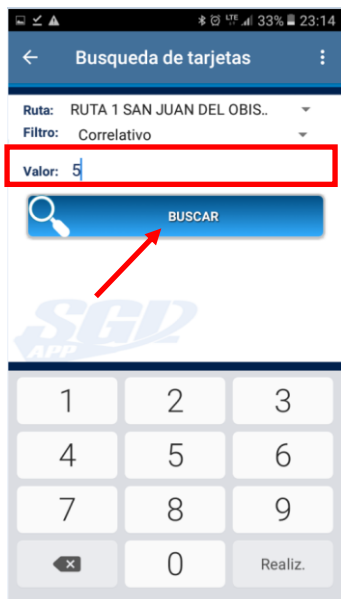 LTE 33% 23:14
Busqueda de tarjetas
Ruta: RUTA 1 SAN JUAN DEL OBIS..
Filtro: Correlativo
Valor: 5
BUSCAR
SGD
APP
1 2 3
4 5 6
7 8 9
0 Realiz.